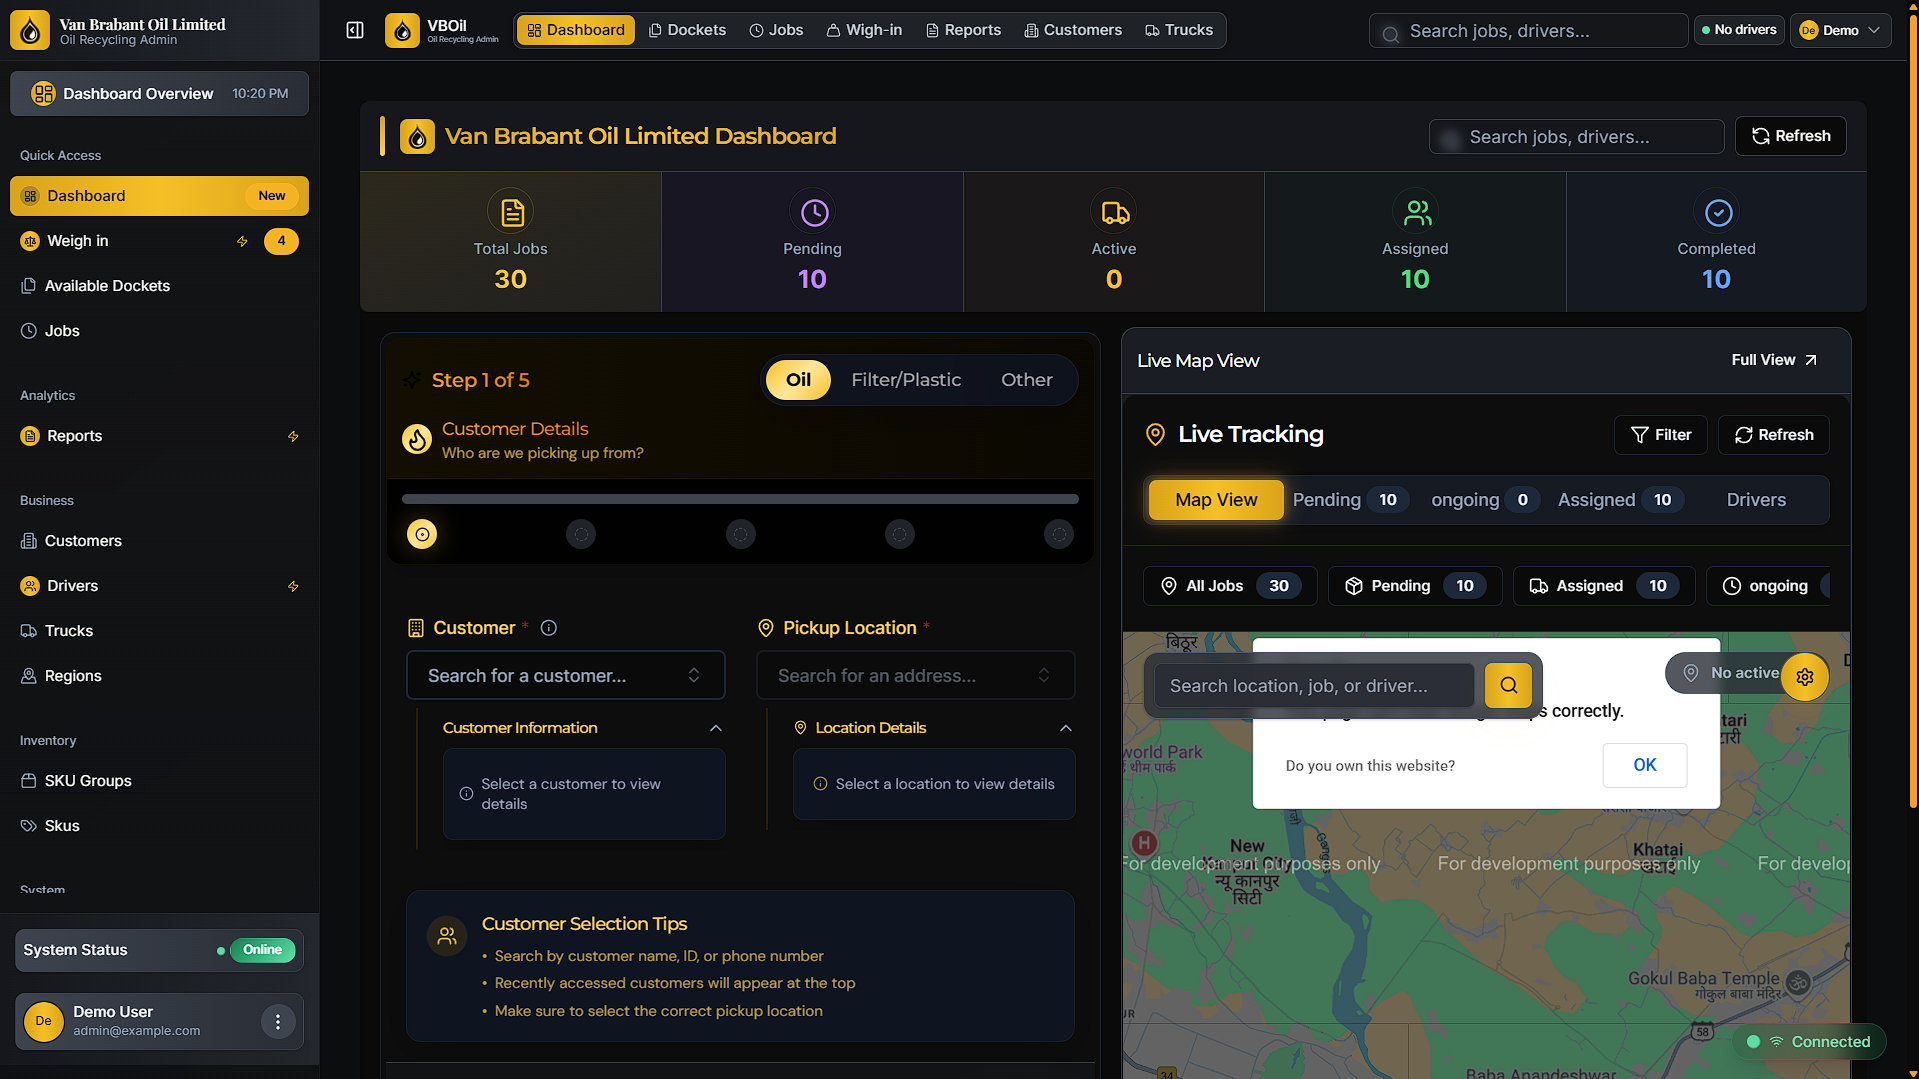 Van Brabant Oil Limited
Oil Recycling Admin
Dashboard Overview 10:20 PM
Quick Access
Dashboard New
Weigh in 4
Available Dockets
Jobs
Analytics
Reports
Business
Customers
Drivers
Trucks
Regions
Inventory
SKU Groups
Skus
System
System Status Online
De Demo User
admin@example.com
VBOil
Oil Recycling Admin
Dashboard Dockets Jobs Wigh-in Reports Customers Trucks
Search jobs, drivers...
No drivers
De Demo
Van Brabant Oil Limited Dashboard
Search jobs, drivers...
Refresh
Total Jobs
30
Pending
10
Active
0
Assigned
10
Completed
10
Step 1 of 5
Oil Filter/Plastic Other
Customer Details
Who are we picking up from?
Customer *
Search for a customer...
Customer Information
Select a customer to view
details
Pickup Location *
Search for an address...
Location Details
Select a location to view details
Customer Selection Tips
• Search by customer name, ID, or phone number
• Recently accessed customers will appear at the top
• Make sure to select the correct pickup location
Live Map View
Full View
Live Tracking
Filter
Refresh
Map View Pending 10 ongoing 0 Assigned 10 Drivers
All Jobs 30 Pending 10 Assigned 10 ongoing
बिठूर
Search location, job, or driver...
No active
s correctly.
Do you own this website?
OK
world Park
थीम पार्क
H
New
Kanpur City
न्यू कानपुर
सिटी
Ganges
Khatai
खटाई
For development purposes only
For development purposes only
For develop
Gokul Baba Temple
गोकुल बाबा मंदिर
58
34
Baba Anandeshwar
Connected